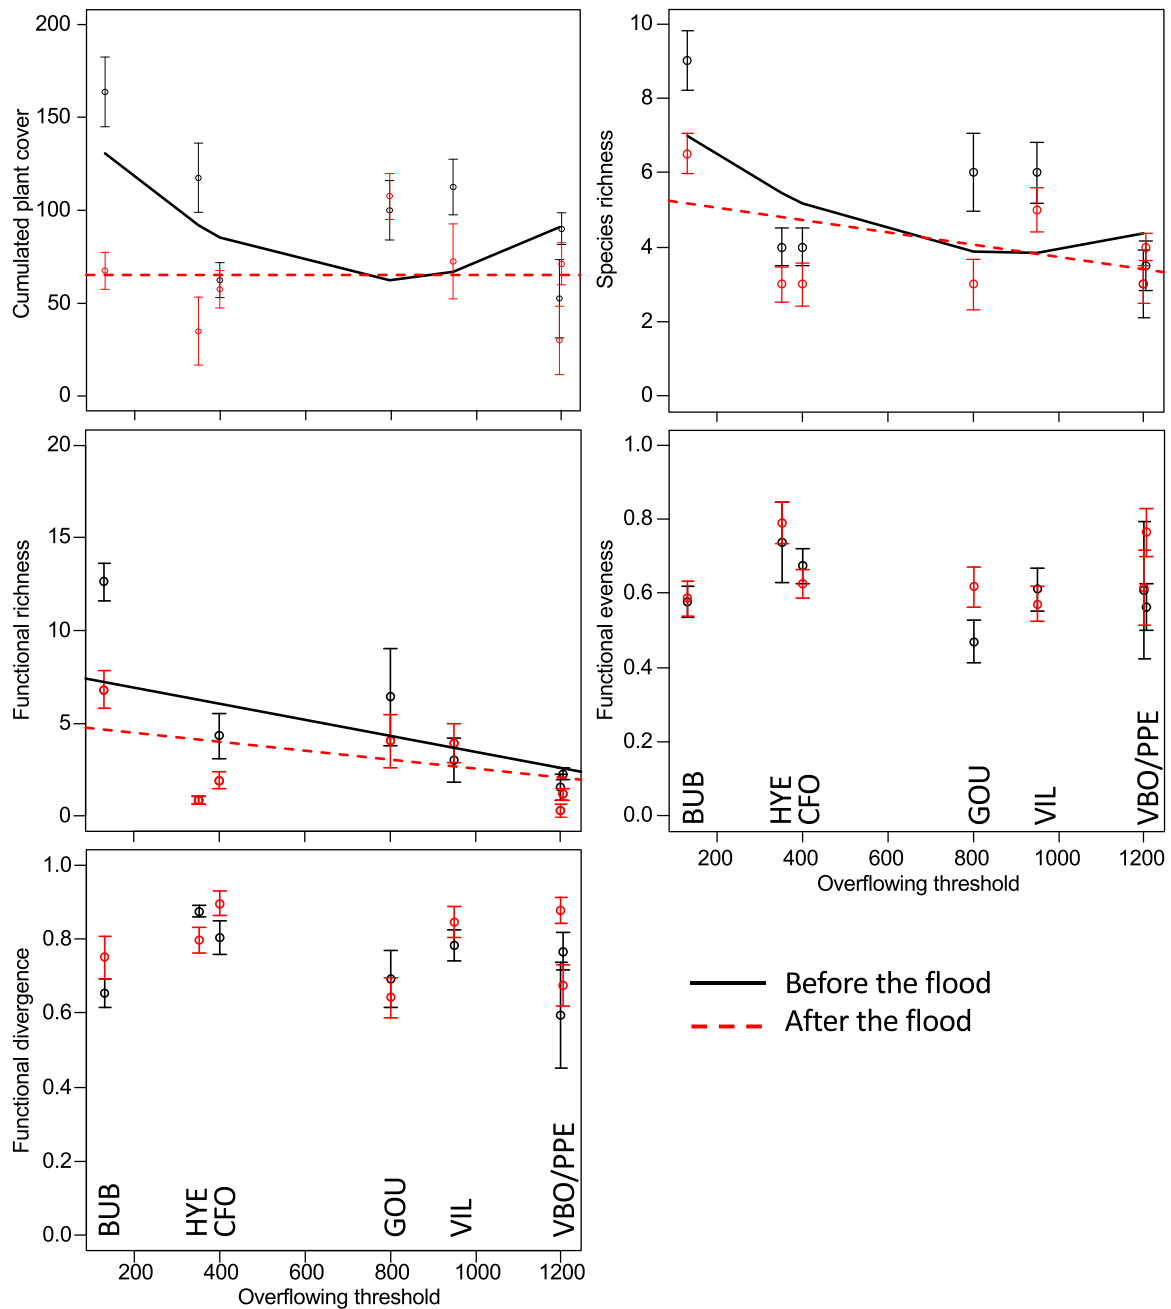 Cumulated plant cover
200
150
100
50
0
Species richness
10
8
6
4
2
0
Functional richness
20
15
10
5
0
Functional eveness
1.0
0.8
0.6
0.4
0.2
0.0
BUB
HYE
CFO
GOU
VIL
VBO/PPE
200 400 600 800 1000 1200
Overflowing threshold
Functional divergence
1.0
0.8
0.6
0.4
0.2
0.0
BUB
HYE
CFO
GOU
VIL
VBO/PPE
200 400 600 800 1000 1200
Overflowing threshold
Before the flood
After the flood